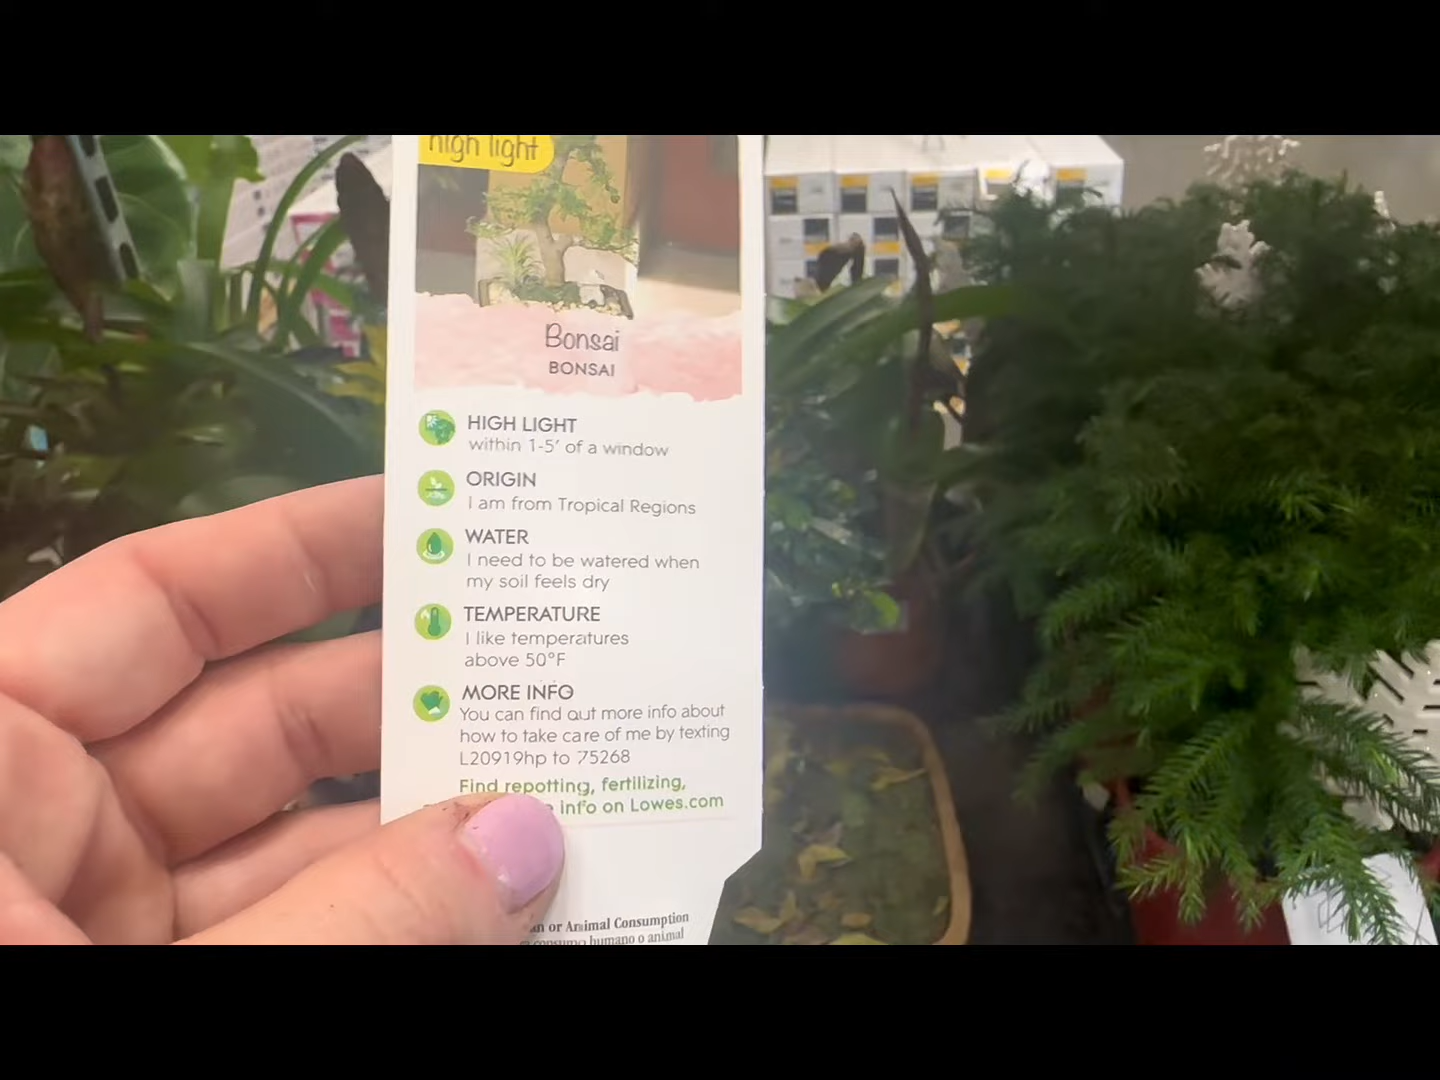 high light
Bonsai
BONSAI
HIGH LIGHT
within 1-5' of a window
ORIGIN
I am from Tropical Regions
WATER
I need to be watered when
my soil feels dry
TEMPERATURE
I like temperatures
above 50°F
MORE INFO
You can find out more info about
how to take care of me by texting
L20919hp to 75268
Find repotting, fertilizing,
info on Lowes.com
or Animal Consumption
consumo humano o animal